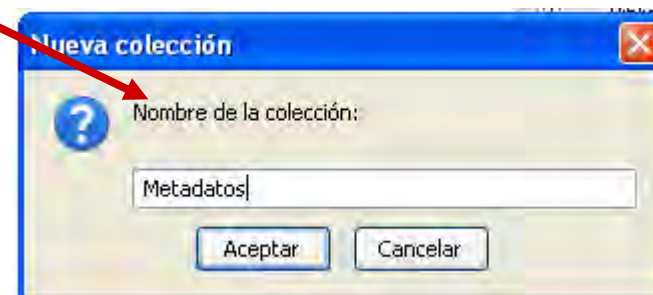 Nueva colección
Nombre de la colección:
Metadatos
Aceptar Cancelar